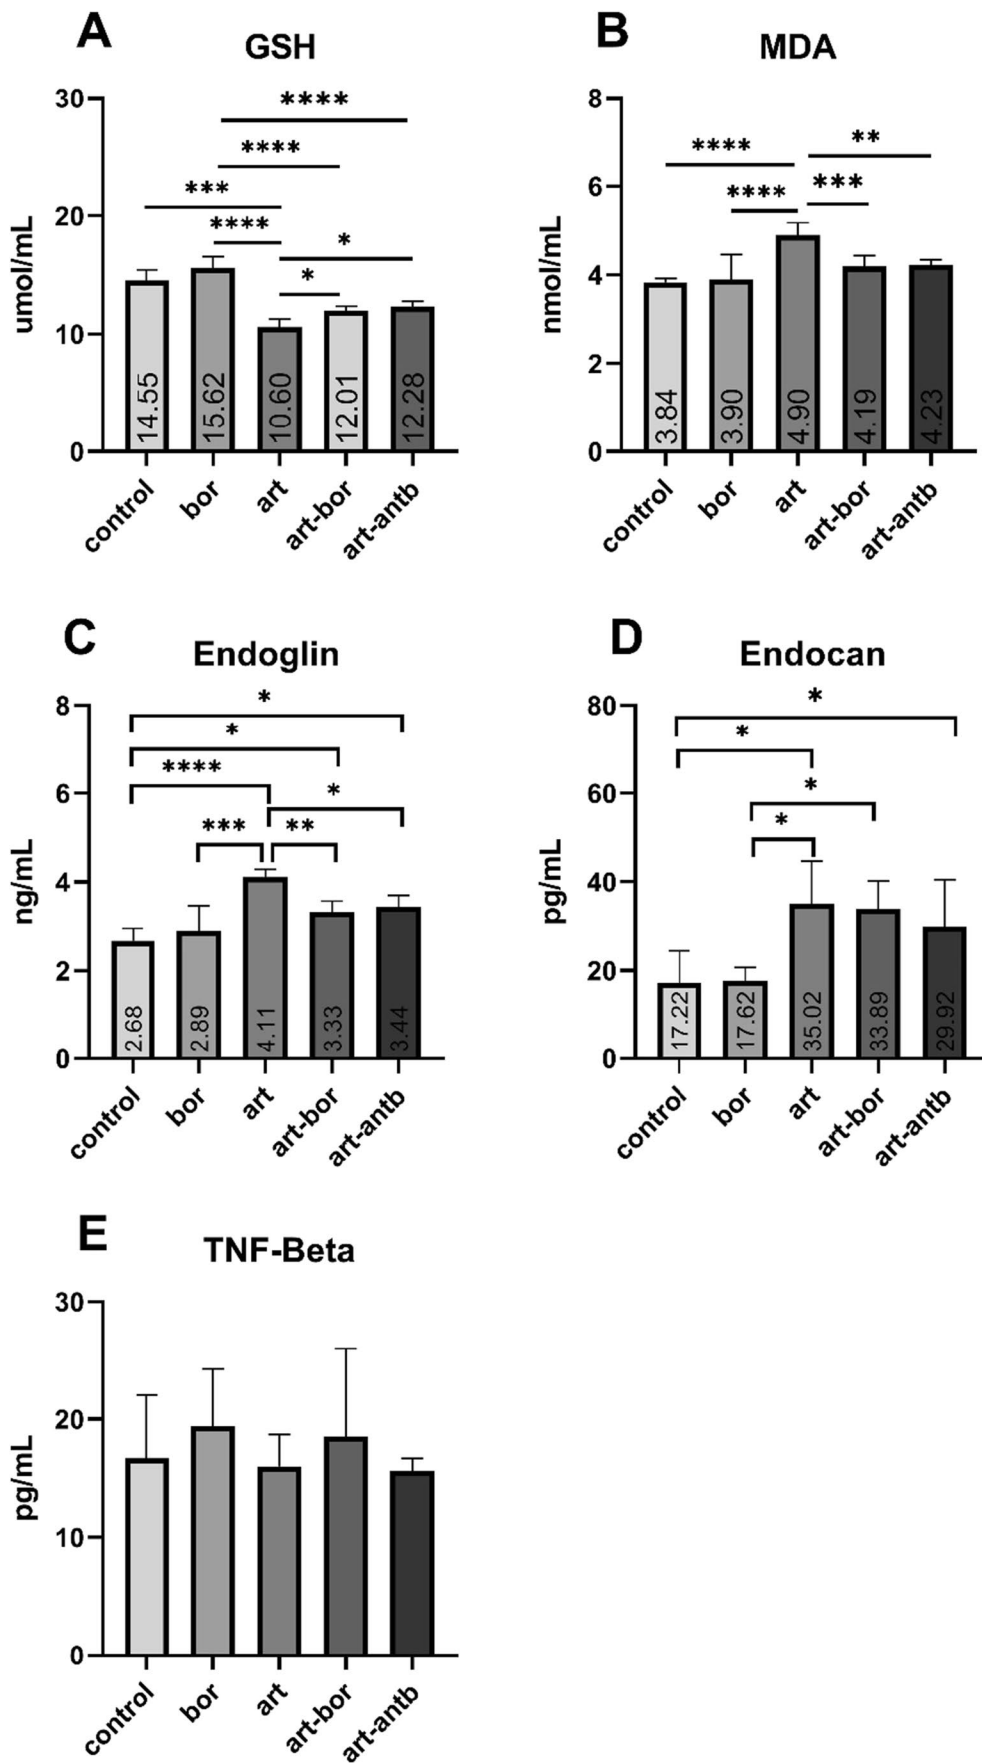 A
GSH
umol/mL
30
20
10
0
****
****
***
****
*
*
14.55
15.62
10.60
12.01
12.28
control
bor
art
art-bor
art-antb
B
MDA
nmol/mL
8
6
4
2
0
****
**
****
***
3.84
3.90
4.90
4.19
4.23
control
bor
art
art-bor
art-antb
C
Endoglin
ng/mL
8
6
4
2
0
*
*
****
*
***
**
2.68
2.89
4.11
3.33
3.44
control
bor
art
art-bor
art-antb
D
Endocan
pg/mL
80
60
40
20
0
*
*
*
*
17.22
17.62
35.02
33.89
29.92
control
bor
art
art-bor
art-antb
E
TNF-Beta
pg/mL
30
20
10
0
control
bor
art
art-bor
art-antb